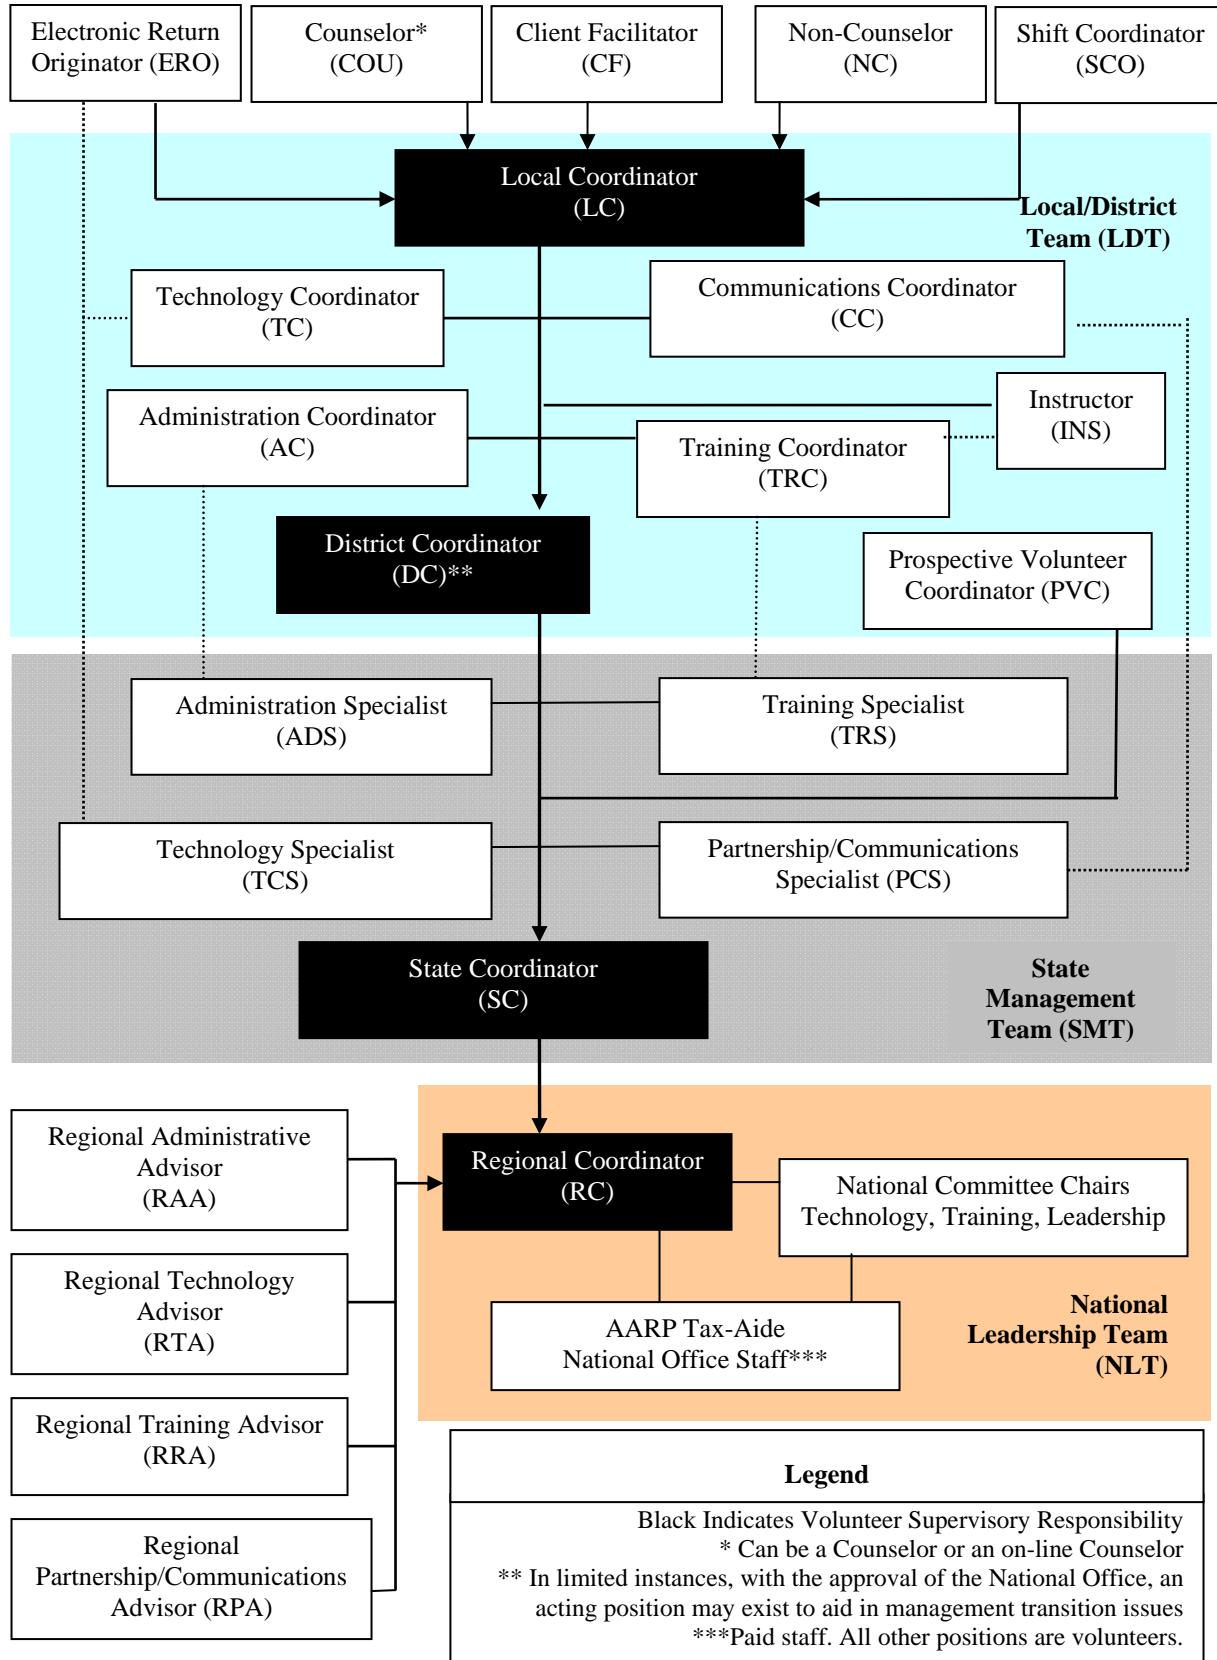 Electronic Return
Originator (ERO)
Counselor*
(COU)
Client Facilitator
(CF)
Non-Counselor
(NC)
Shift Coordinator
(SCO)
Local Coordinator
(LC)
Local/District
Team (LDT)
Technology Coordinator
(TC)
Communications Coordinator
(CC)
Administration Coordinator
(AC)
Training Coordinator
(TRC)
Instructor
(INS)
District Coordinator
(DC)**
Prospective Volunteer
Coordinator (PVC)
Administration Specialist
(ADS)
Training Specialist
(TRS)
Technology Specialist
(TCS)
Partnership/Communications
Specialist (PCS)
State Coordinator
(SC)
State
Management
Team (SMT)
Regional Administrative
Advisor
(RAA)
Regional Coordinator
(RC)
National Committee Chairs
Technology, Training, Leadership
Regional Technology
Advisor
(RTA)
AARP Tax-Aide
National Office Staff***
National
Leadership Team
(NLT)
Regional Training Advisor
(RRA)
Regional
Partnership/Communications
Advisor (RPA)
Legend
Black Indicates Volunteer Supervisory Responsibility
* Can be a Counselor or an on-line Counselor
** In limited instances, with the approval of the National Office, an
acting position may exist to aid in management transition issues
***Paid staff. All other positions are volunteers.